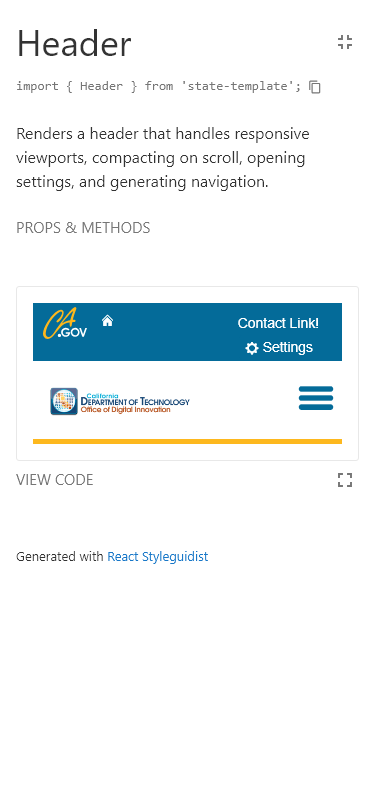 Header
import { Header } from 'state-template';
Renders a header that handles responsive
viewports, compacting on scroll, opening
settings, and generating navigation.
PROPS & METHODS
CA.GOV
Contact Link!
Settings
California
DEPARTMENT OF TECHNOLOGY
Office of Digital Innovation
VIEW CODE
Generated with React Styleguidist